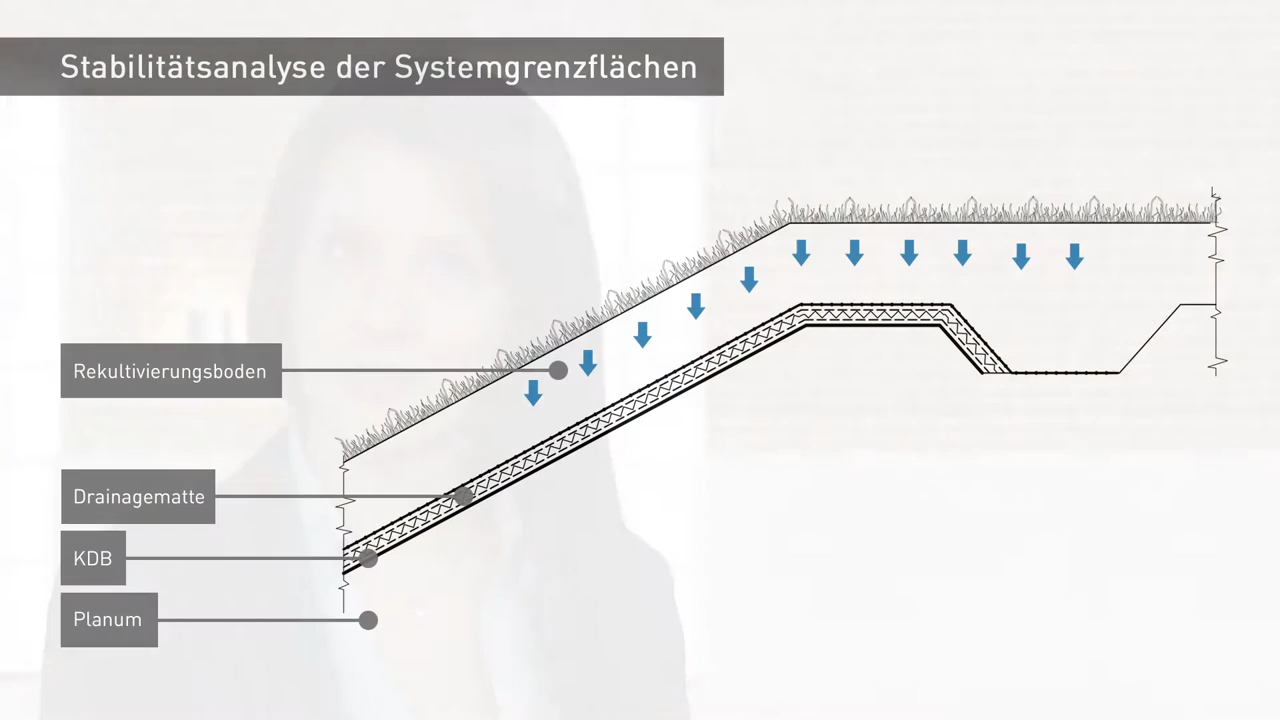 Stabilitätsanalyse der Systemgrenzflächen
Rekultivierungsboden
Drainagematte
KDB
Planum